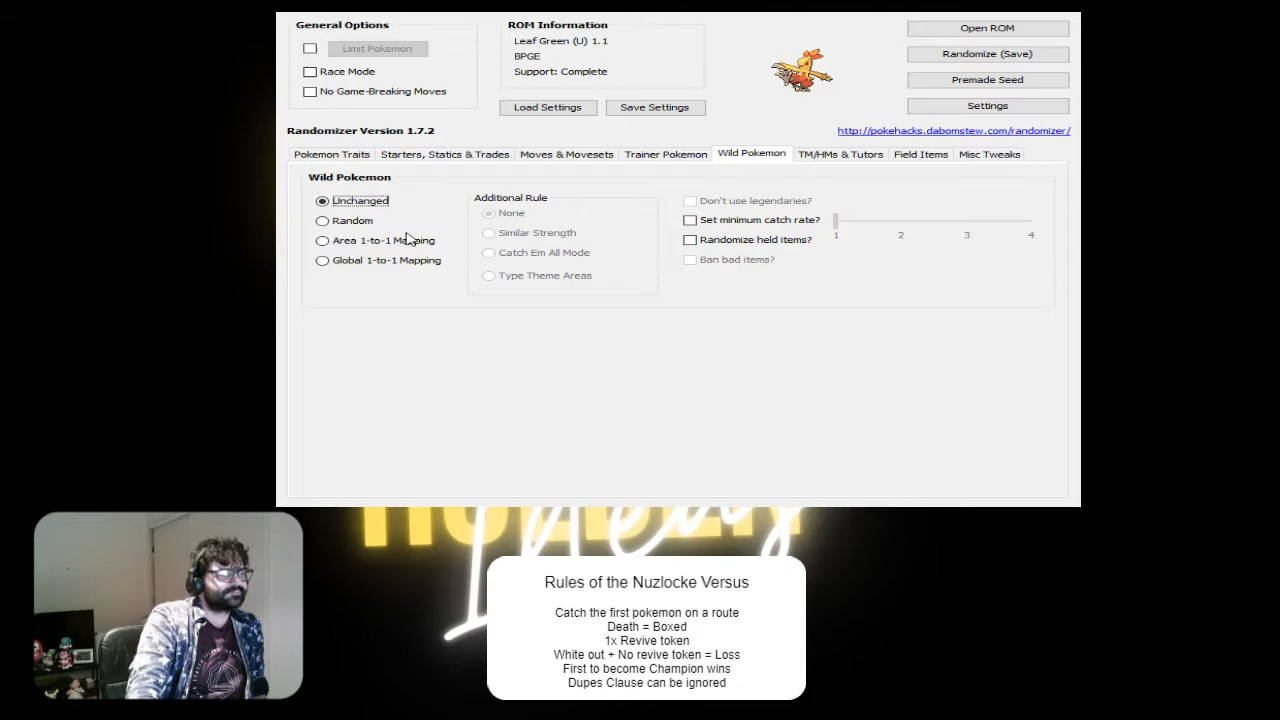 General Options
Limit Pokemon
Race Mode
No Game-Breaking Moves
ROM Information
Leaf Green (U) 1.1
BPGE
Support: Complete
Load Settings
Save Settings
Open ROM
Randomize (Save)
Premade Seed
Settings
Randomizer Version 1.7.2
http://pokehacks.dabomstew.com/randomizer/
Pokemon Traits
Starters, Statics & Trades
Moves & Movesets
Trainer Pokemon
Wild Pokemon
TM/HMs & Tutors
Field Items
Misc Tweaks
Wild Pokemon
Unchanged
Random
Area 1-to-1 Mapping
Global 1-to-1 Mapping
Additional Rule
None
Similar Strength
Catch Em All Mode
Type Theme Areas
Don't use legendaries?
Set minimum catch rate?
1 2 3 4
Randomize held items?
Ban bad items?
Rules of the Nuzlocke Versus
Catch the first pokemon on a route
Death = Boxed
1x Revive token
White out + No revive token = Loss
First to become Champion wins
Dupes Clause can be ignored